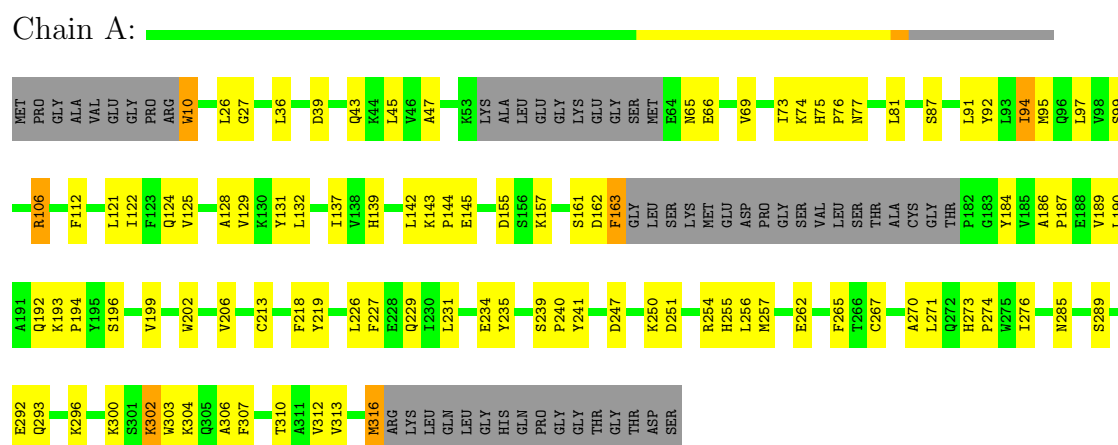 Chain A:
MET PRO GLY ALA VAL GLU GLY PRO ARG W10 L26 G27 L36 D39 Q43 K44 L45 V46 A47 K53 LYS ALA LEU GLU GLY LYS GLU GLY SER MET E64 N65 E66 V69 I73 K74 H75 P76 N77 L81 S87 L91 Y92 L93 I94 M95 Q96 L97 V98 S99
R106 F112 L121 I122 F123 Q124 V125 A128 V129 K130 Y131 L132 I137 V138 H139 L142 K143 P144 E145 D155 S156 K157 S161 D162 F163 GLY LEU SER LYS MET GLU ASP PRO GLY SER VAL LEU SER THR ALA CYS GLY THR P182 G183 Y184 V185 A186 P187 E188 V189 L190
A191 Q192 K193 P194 Y195 S196 V199 W202 V206 C213 F218 Y219 L226 F227 E228 Q229 I230 L231 E234 Y235 S239 P240 Y241 D247 K250 D251 R254 H255 L256 M257 E262 F265 T266 C267 A270 L271 Q272 H273 P274 W275 I276 N285 S289
E292 Q293 K296 K300 S301 K302 W303 K304 Q305 A306 F307 T310 A311 V312 V313 M316 ARG LYS LEU GLN LEU GLY HIS GLN PRO GLY GLY THR GLY THR ASP SER